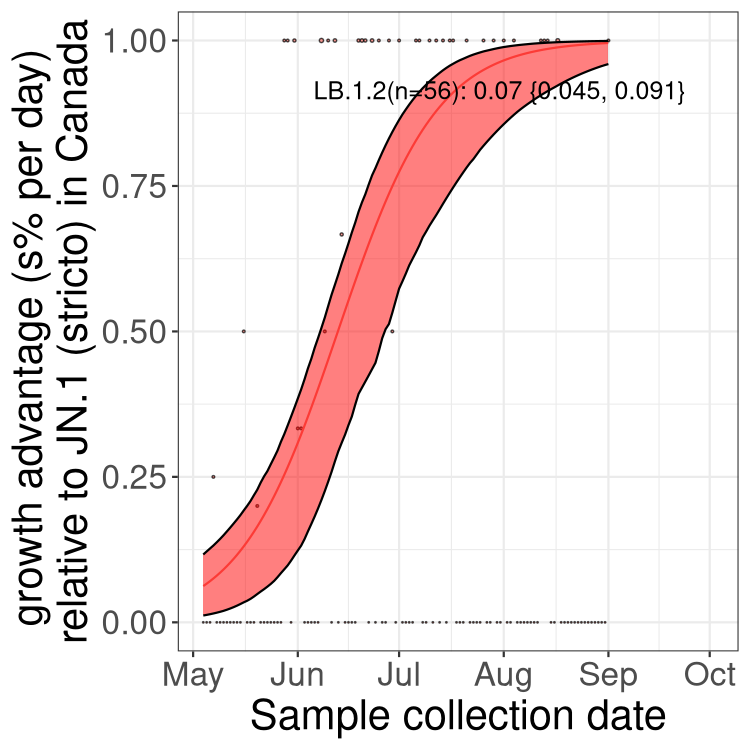 growth advantage (s% per day)
relative to JN.1 (stricto) in Canada
1.00
0.75
0.50
0.25
0.00
LB.1.2(n=56): 0.07 {0.045, 0.091}
May Jun Jul Aug Sep Oct
Sample collection date